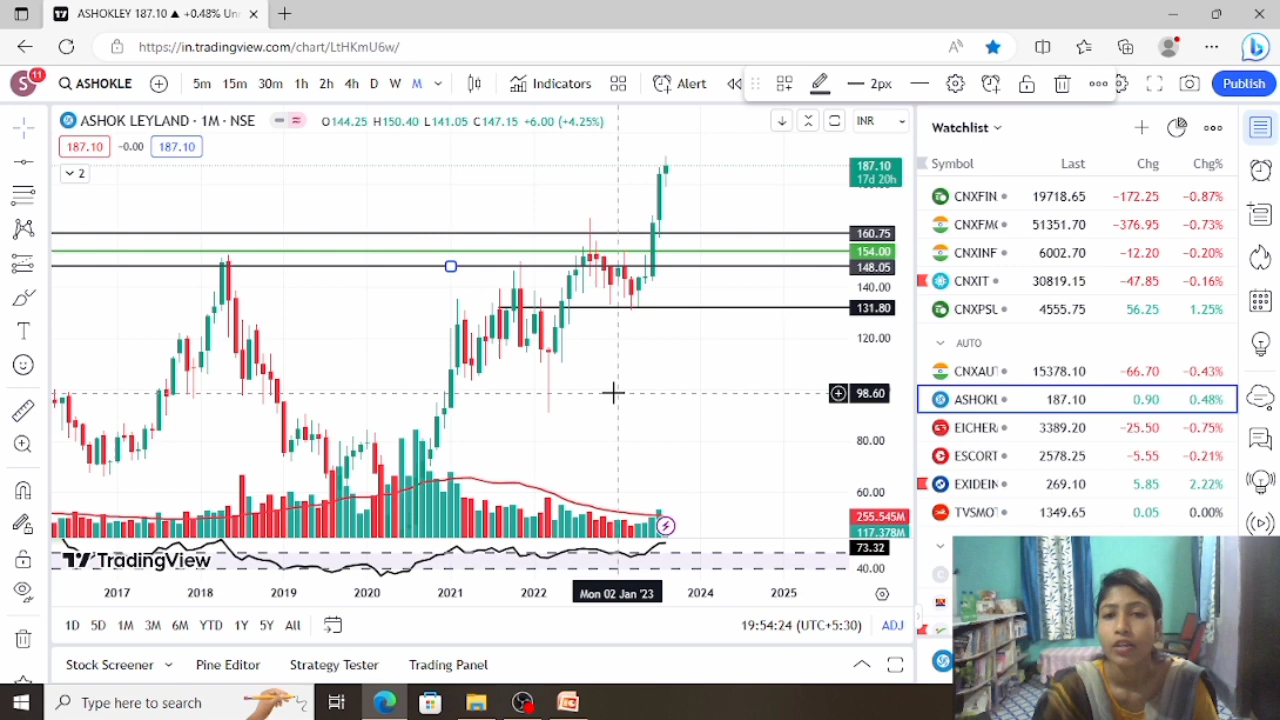 ASHOKLEY 187.10 ▲ +0.48% Un
https://in.tradingview.com/chart/LtHKmU6w/
S 11 ASHOKLE 5m 15m 30m 1h 2h 4h D W M Indicators Alert 2px Publish
ASHOK LEYLAND · 1M · NSE O144.25 H150.40 L141.05 C147.15 +6.00 (+4.25%) INR
187.10 -0.00 187.10
2
187.10
17d 20h
160.75
154.00
148.05
140.00
131.80
120.00
98.60
80.00
60.00
255.545M
117.378M
73.32
40.00
TradingView
2017 2018 2019 2020 2021 2022 Mon 02 Jan '23 2024 2025
1D 5D 1M 3M 6M YTD 1Y 5Y All 19:54:24 (UTC+5:30) ADJ
Stock Screener Pine Editor Strategy Tester Trading Panel
Watchlist
Symbol Last Chg Chg%
CNXFIN 19718.65 −172.25 −0.87%
CNXFM 51351.70 −376.95 −0.73%
CNXINF 6002.70 −12.20 −0.20%
CNXIT 30819.15 −47.85 −0.16%
CNXPSU 4555.75 56.25 1.25%
AUTO
CNXAUT 15378.10 −66.70 −0.43%
ASHOKL 187.10 0.90 0.48%
EICHER 3389.20 −25.50 −0.75%
ESCORT 2578.25 −5.55 −0.21%
EXIDEIN 269.10 5.85 2.22%
TVSMOT 1349.65 0.05 0.00%
Type here to search